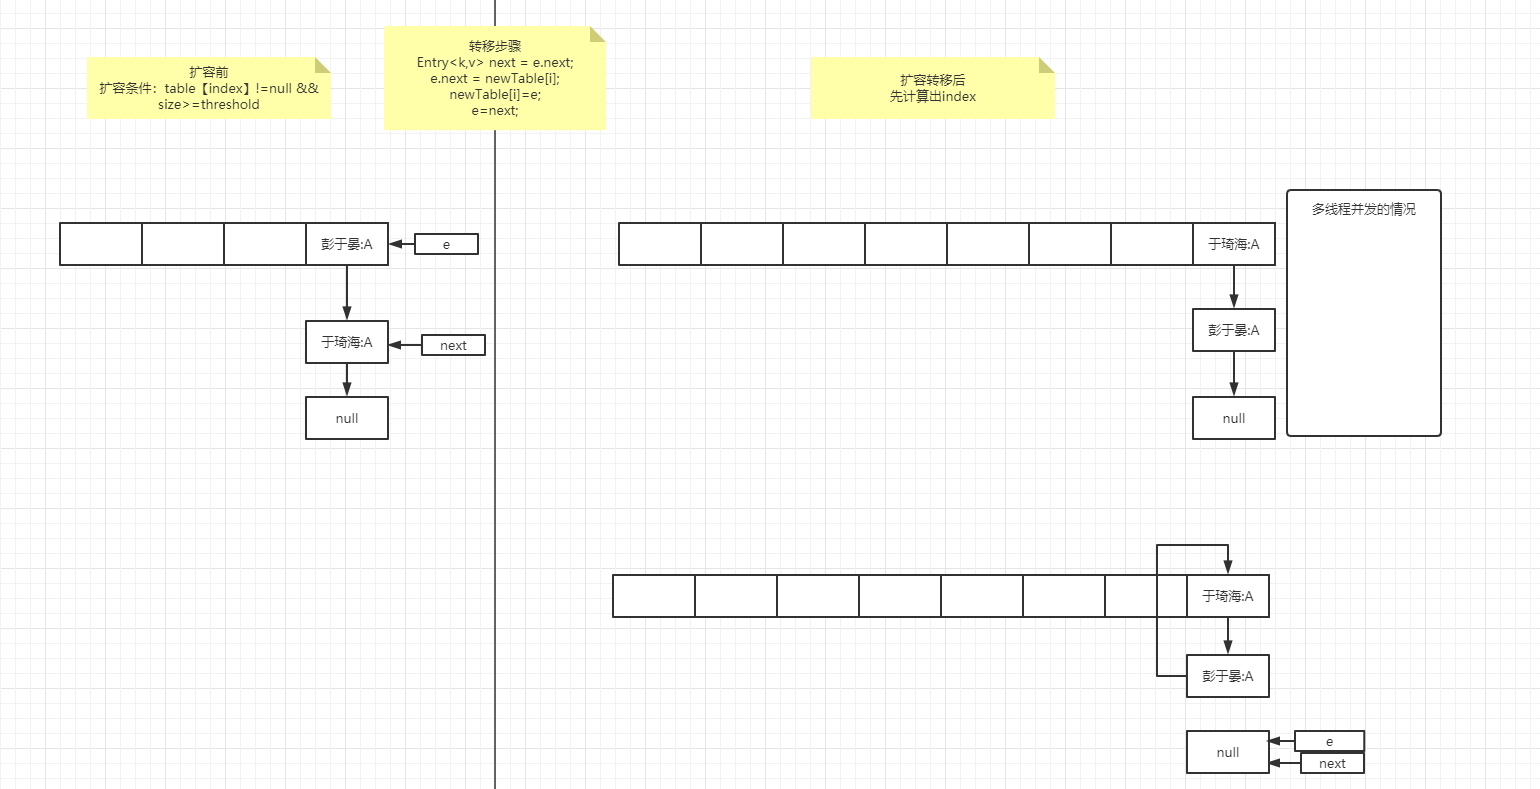 扩容前
扩容条件：table【index】!=null &&
size>=threshold
转移步骤
Entry<k,v> next = e.next;
e.next = newTable[i];
newTable[i]=e;
e=next;
扩容转移后
先计算出index
彭于晏:A
e
于琦海:A
next
null
于琦海:A
彭于晏:A
null
多线程并发的情况
于琦海:A
彭于晏:A
null
e
next